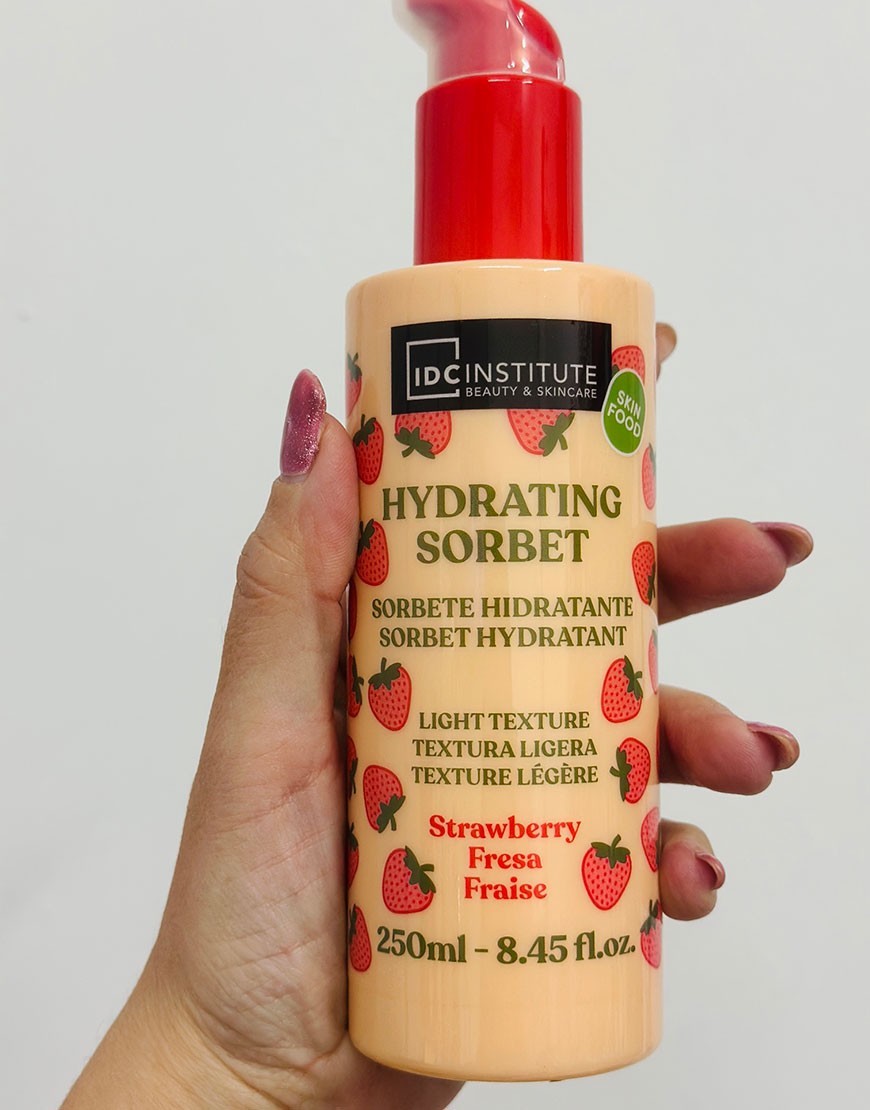 IDC INSTITUTE
BEAUTY & SKINCARE
SKIN
FOOD
HYDRATING
SORBET
SORBETE HIDRATANTE
SORBET HYDRATANT
LIGHT TEXTURE
TEXTURA LIGERA
TEXTURE LÉGÈRE
Strawberry
Fresa
Fraise
250ml - 8.45 fl.oz.